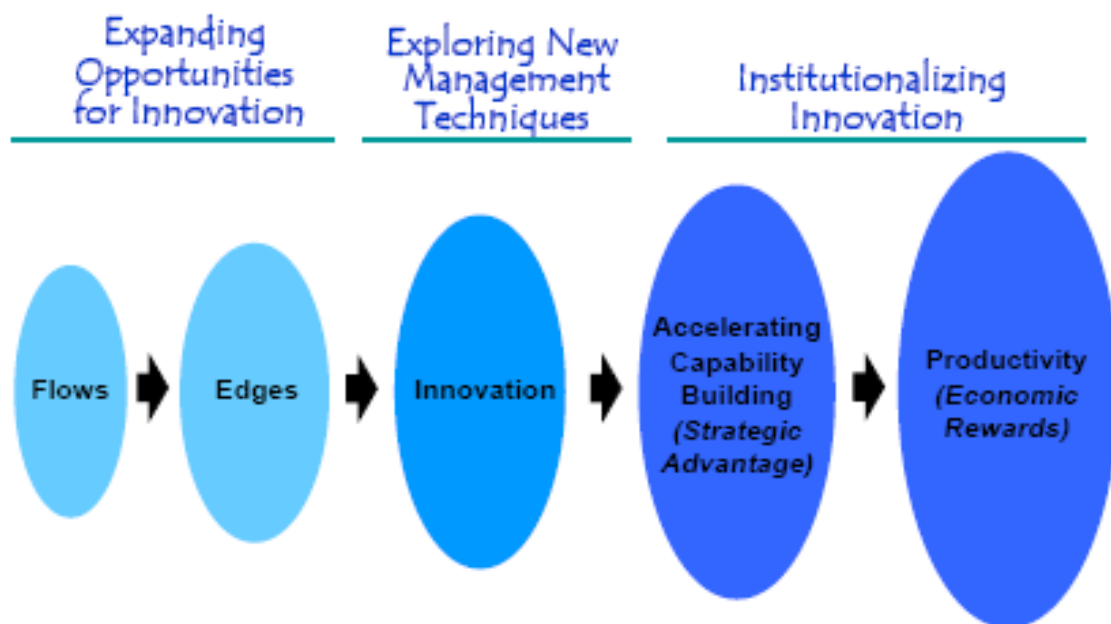 Expanding
Opportunities
for Innovation
Exploring New
Management
Techniques
Institutionalizing
Innovation
Flows
Edges
Innovation
Accelerating
Capability
Building
(Strategic
Advantage)
Productivity
(Economic
Rewards)